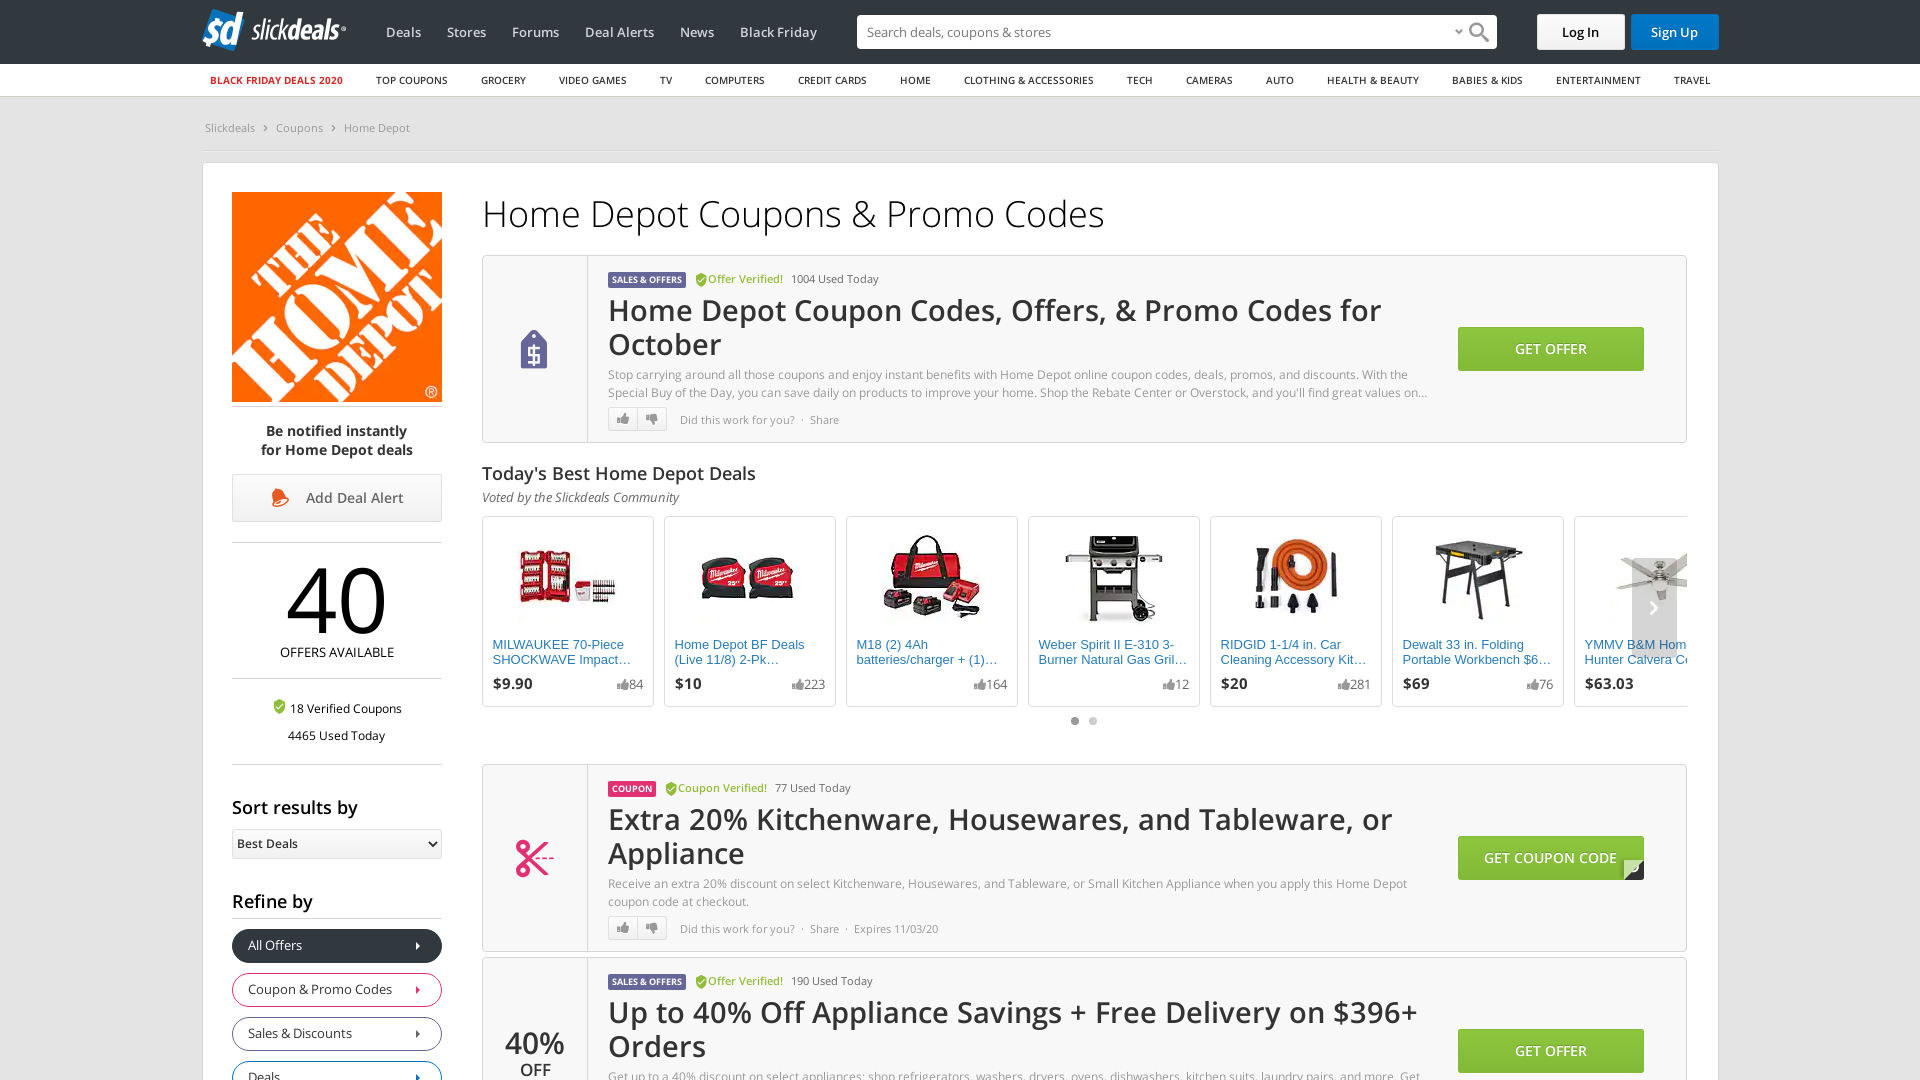 sd slickdeals
Deals
Stores
Forums
Deal Alerts
News
Black Friday
Search deals, coupons & stores
Log In
Sign Up
BLACK FRIDAY DEALS 2020
TOP COUPONS
GROCERY
VIDEO GAMES
TV
COMPUTERS
CREDIT CARDS
HOME
CLOTHING & ACCESSORIES
TECH
CAMERAS
AUTO
HEALTH & BEAUTY
BABIES & KIDS
ENTERTAINMENT
TRAVEL
Slickdeals > Coupons > Home Depot
THE HOME DEPOT ®
Be notified instantly
for Home Depot deals
Add Deal Alert
40
OFFERS AVAILABLE
18 Verified Coupons
4465 Used Today
Sort results by
Best Deals
Refine by
All Offers
Coupon & Promo Codes
Sales & Discounts
Deals
Home Depot Coupons & Promo Codes
SALES & OFFERS Offer Verified! 1004 Used Today
Home Depot Coupon Codes, Offers, & Promo Codes for
October
Stop carrying around all those coupons and enjoy instant benefits with Home Depot online coupon codes, deals, promos, and discounts. With the
Special Buy of the Day, you can save daily on products to improve your home. Shop the Rebate Center or Overstock, and you'll find great values on...
Did this work for you? · Share
GET OFFER
Today's Best Home Depot Deals
Voted by the Slickdeals Community
MILWAUKEE 70-Piece
SHOCKWAVE Impact...
$9.90 84
Milwaukee 25' Milwaukee 25'
Home Depot BF Deals
(Live 11/8) 2-Pk...
$10 223
Milwaukee
M18 (2) 4Ah
batteries/charger + (1)...
164
Weber Spirit II E-310 3-
Burner Natural Gas Gril...
12
RIDGID 1-1/4 in. Car
Cleaning Accessory Kit...
$20 281
Dewalt 33 in. Folding
Portable Workbench $6...
$69 76
YMMV B&M Hom
Hunter Calvera C
$63.03
COUPON Coupon Verified! 77 Used Today
Extra 20% Kitchenware, Housewares, and Tableware, or
Appliance
Receive an extra 20% discount on select Kitchenware, Housewares, and Tableware, or Small Kitchen Appliance when you apply this Home Depot
coupon code at checkout.
Did this work for you? · Share · Expires 11/03/20
GET COUPON CODE
40%
OFF
SALES & OFFERS Offer Verified! 190 Used Today
Up to 40% Off Appliance Savings + Free Delivery on $396+
Orders
Get up to a 40% discount on select appliances; shop refrigerators, washers, dryers, ovens, dishwashers, kitchen suits, laundry pairs, and more. Get
GET OFFER